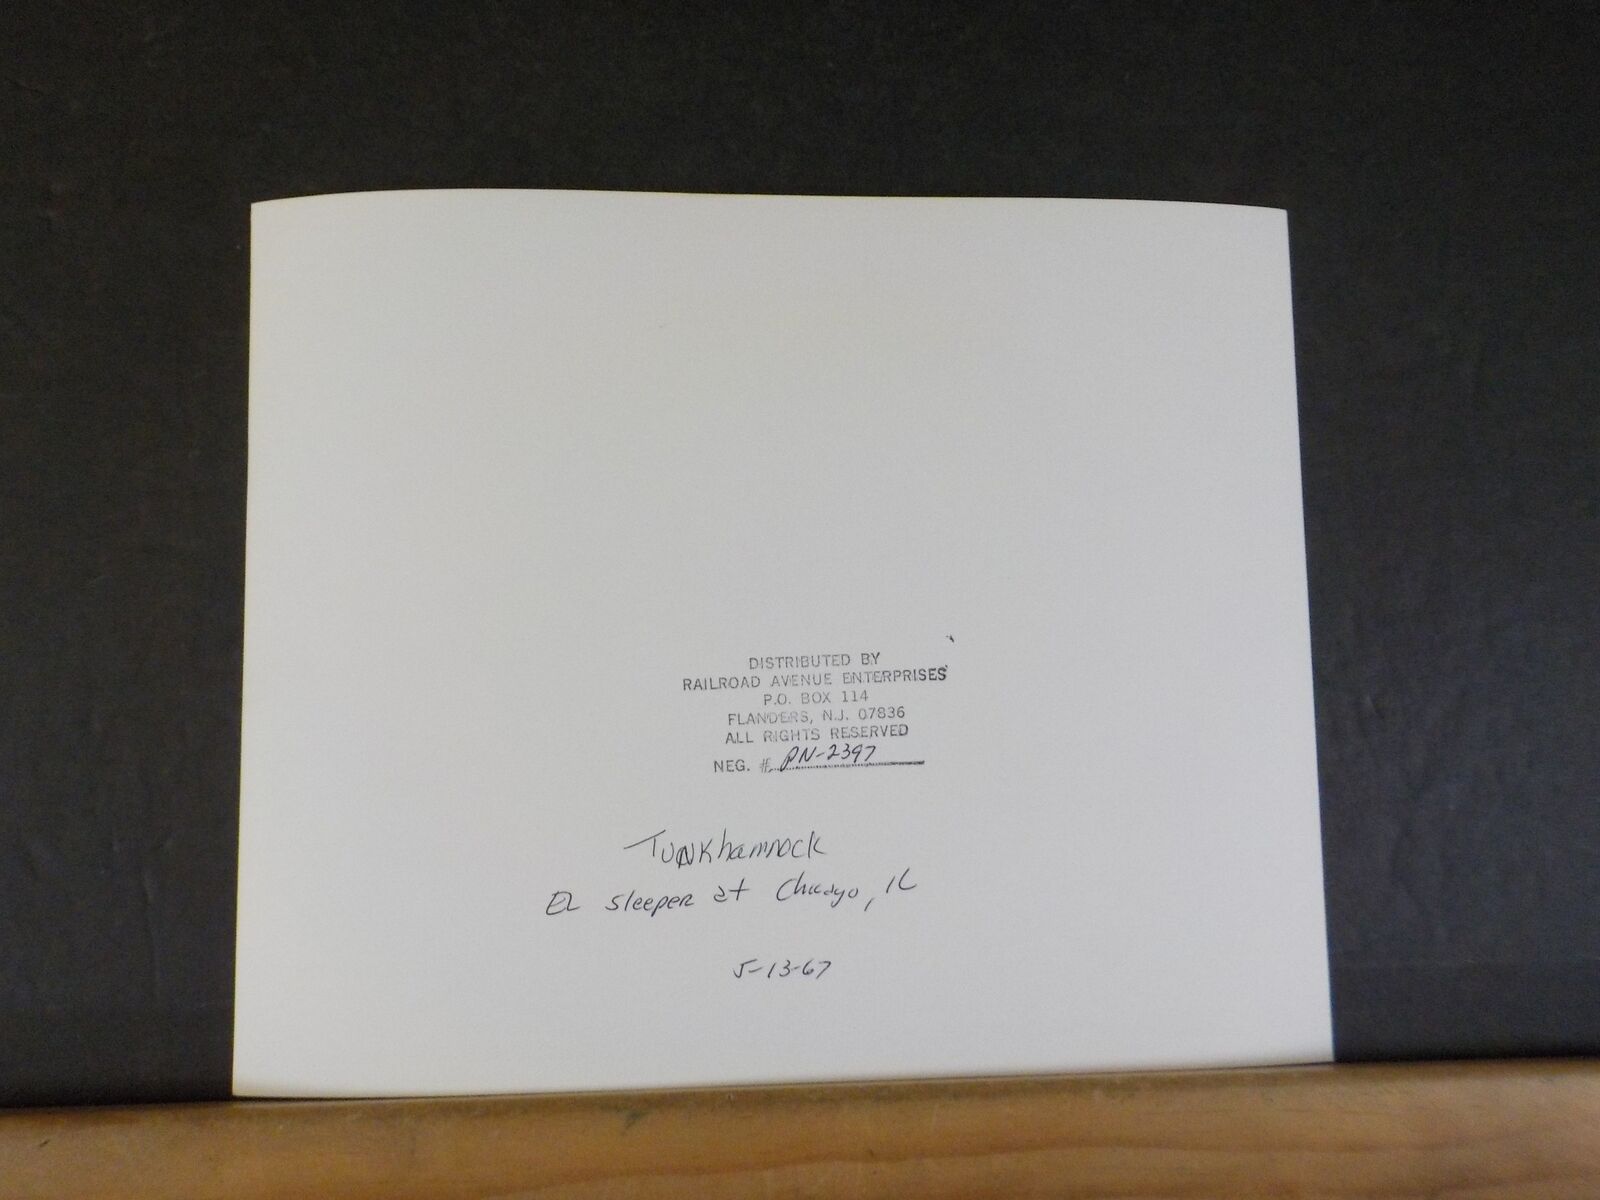 DISTRIBUTED BY
RAILROAD AVENUE ENTERPRISES
P.O. BOX 114
FLANDERS, N.J. 07836
ALL RIGHTS RESERVED
NEG. # PN-2397
Tunkhannock
EL sleeper at Chicago, IL
5-13-67